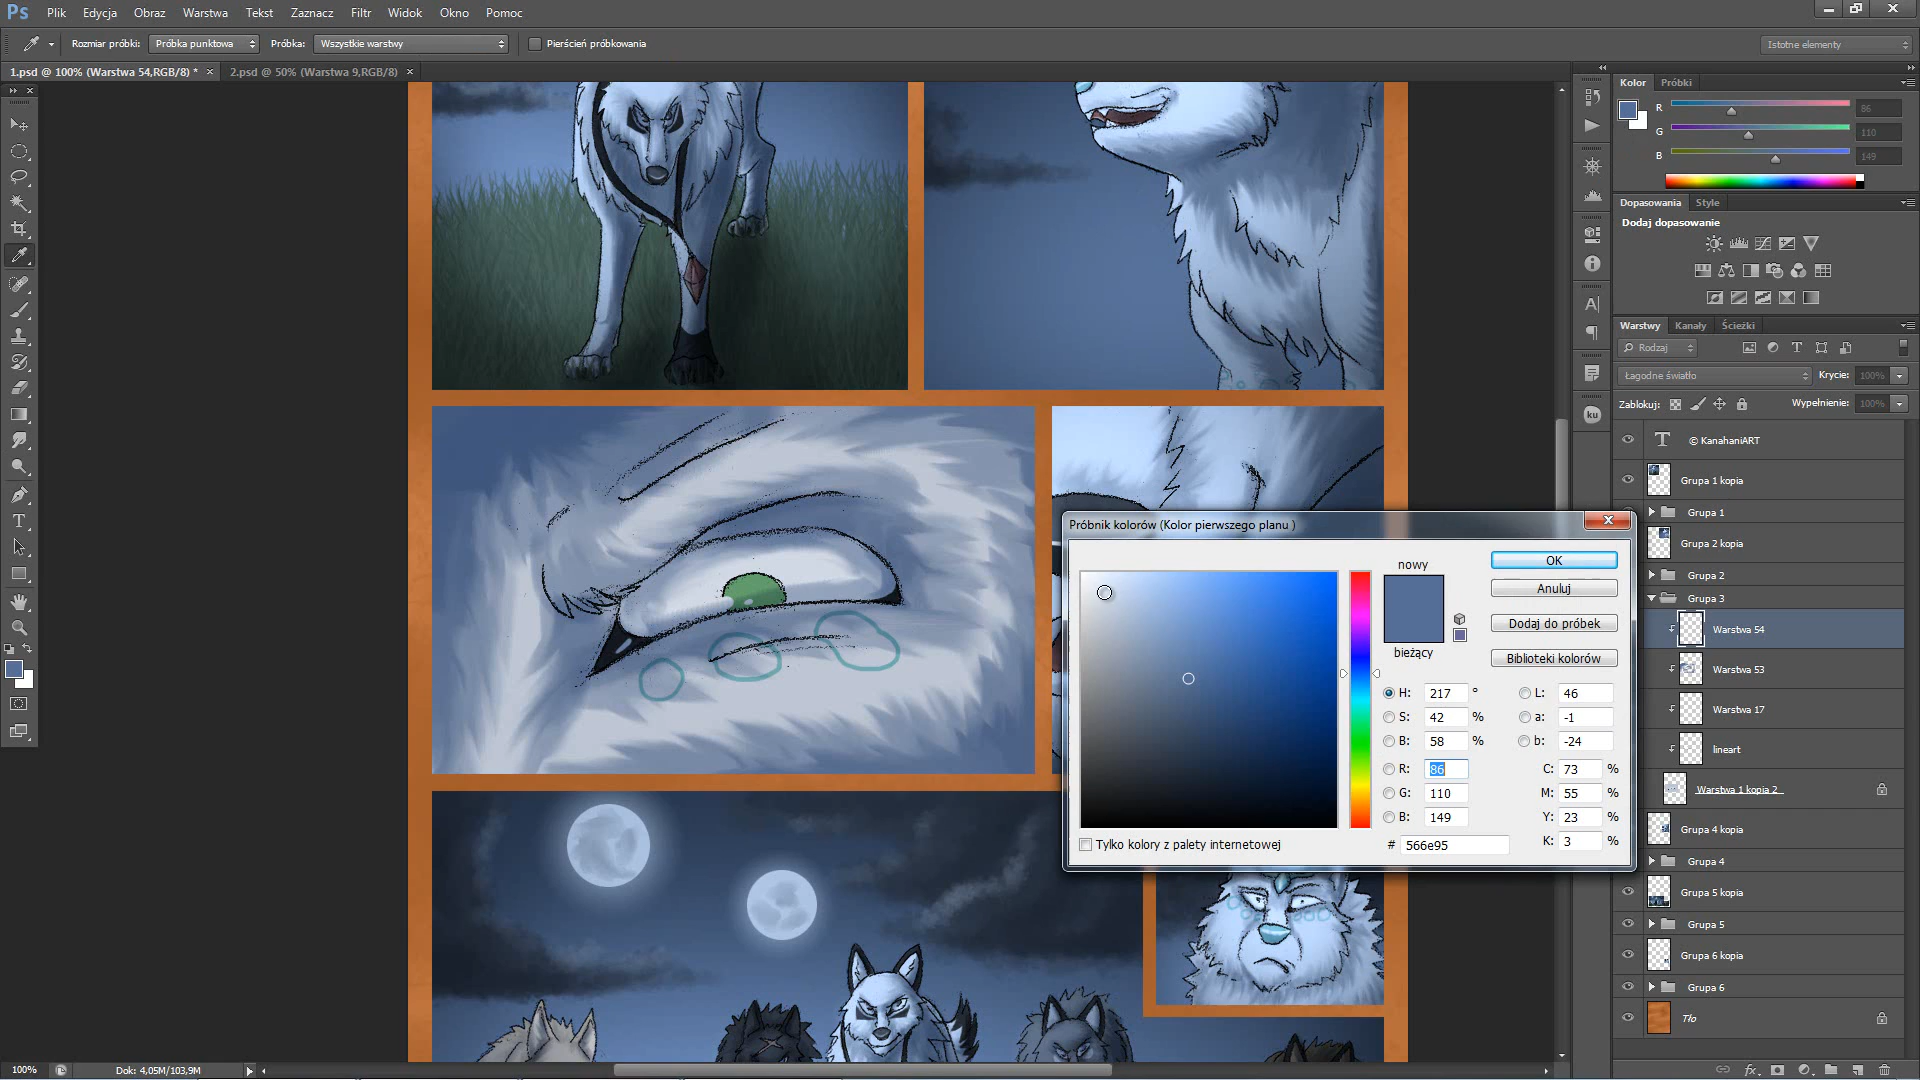 Ps Plik Edycja Obraz Warstwa Tekst Zaznacz Filtr Widok Okno Pomoc
Rozmiar próbki: Próbka punktowa Próbka: Wszystkie warstwy Pierścień próbkowania Istotne elementy
1.psd @ 100% (Warstwa 54,RGB/8) * × 2.psd @ 50% (Warstwa 9,RGB/8) ×
Kolor Próbki
R 86
G 110
B 149
Dopasowania Style
Dodaj dopasowanie
Warstwy Kanały Ścieżki
Rodzaj
Łagodne światło Krycie: 100%
Zablokuj: Wypełnienie: 100%
© KanahaniART
Grupa 1 kopia
Grupa 1
Grupa 2 kopia
Grupa 2
Grupa 3
Warstwa 54
Warstwa 53
Warstwa 17
lineart
Warstwa 1 kopia 2
Grupa 4 kopia
Grupa 4
Grupa 5 kopia
Grupa 5
Grupa 6 kopia
Grupa 6
Tło
ku
Próbnik kolorów (Kolor pierwszego planu )
nowy
bieżący
OK
Anuluj
Dodaj do próbek
Biblioteki kolorów
H: 217 ° L: 46
S: 42 % a: -1
B: 58 % b: -24
R: 86 C: 73 %
G: 110 M: 55 %
B: 149 Y: 23 %
# 566e95 K: 3 %
Tylko kolory z palety internetowej
100% Dok: 4,05M/103,9M